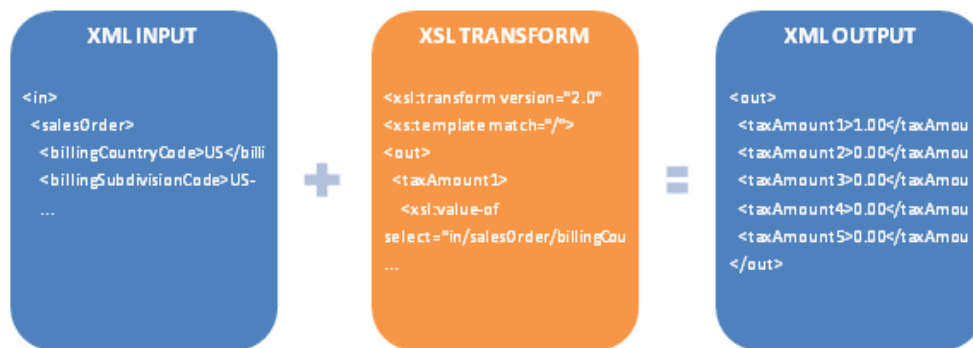 XML INPUT
<in>
<salesOrder>
<billingCountryCode>US</billi
<billingSubdivisionCode>US-
...
+
XSL TRANSFORM
<xsl:transform version="2.0"
<xs:template match="/">
<out>
<taxAmount1>
<xsl:value-of
select="in/salesOrder/billingCou
...
=
XML OUTPUT
<out>
<taxAmount1>1.00</taxAmou
<taxAmount2>0.00</taxAmou
<taxAmount3>0.00</taxAmou
<taxAmount4>0.00</taxAmou
<taxAmount5>0.00</taxAmou
</out>